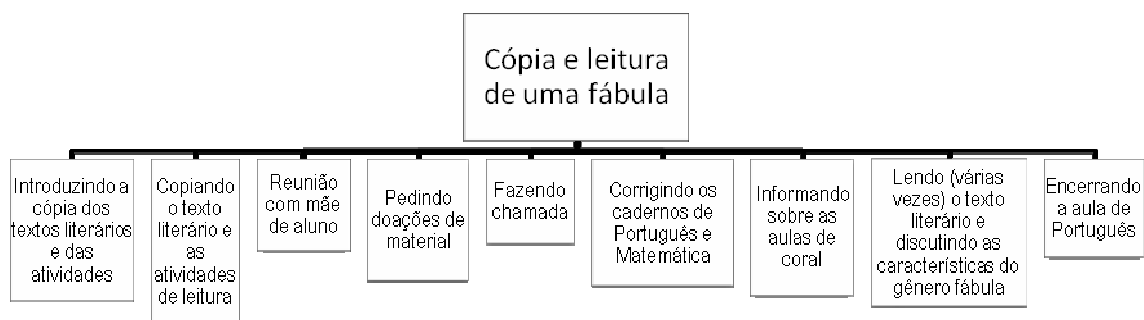 Cópia e leitura
de uma fábula
Introduzindo a
cópia dos
textos literários
e das
atividades
Copiando
o texto
literário e
as
atividades
de leitura
Reunião
com mãe
de aluno
Pedindo
doações de
material
Fazendo
chamada
Corrigindo os
cadernos de
Português e
Matemática
Informando
sobre as
aulas de
coral
Lendo (várias
vezes) o texto
literário e
discutindo as
características do
gênero fábula
Encerrando
a aula de
Português